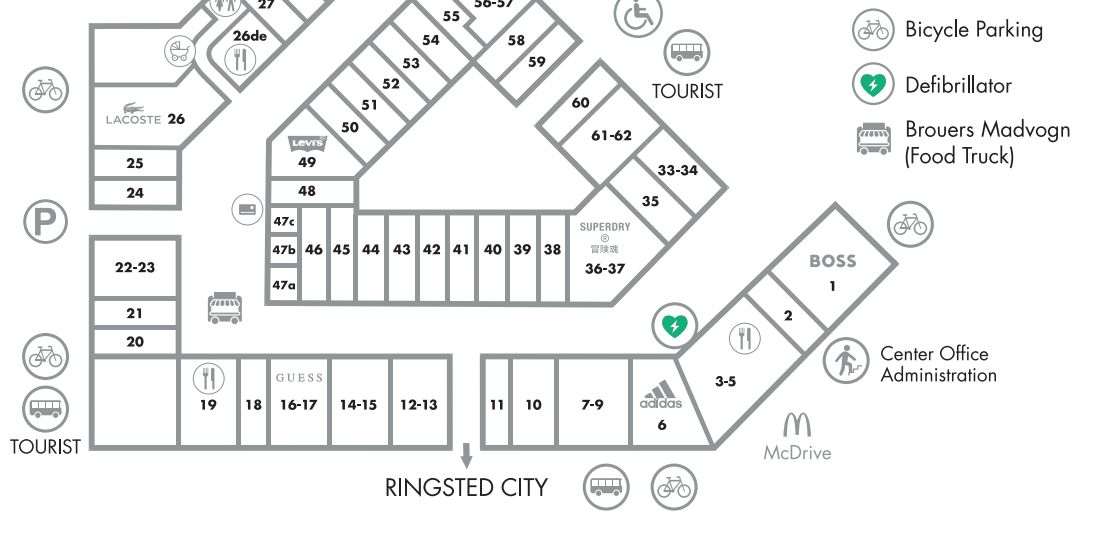 27
26de
LACOSTE 26
25
24
P
22-23
21
20
TOURIST
19
18
GUESS
16-17
14-15
12-13
RINGSTED CITY
11
10
7-9
adidas
6
3-5
2
BOSS
1
McDrive
Center Office
Administration
55
56-57
54
53
52
51
50
58
59
TOURIST
60
61-62
33-34
35
LEVI'S
49
48
47c
47b
47a
46
45
44
43
42
41
40
39
38
SUPERDRY
®
冒険魂
36-37
Bicycle Parking
Defibrillator
Brouers Madvogn
(Food Truck)